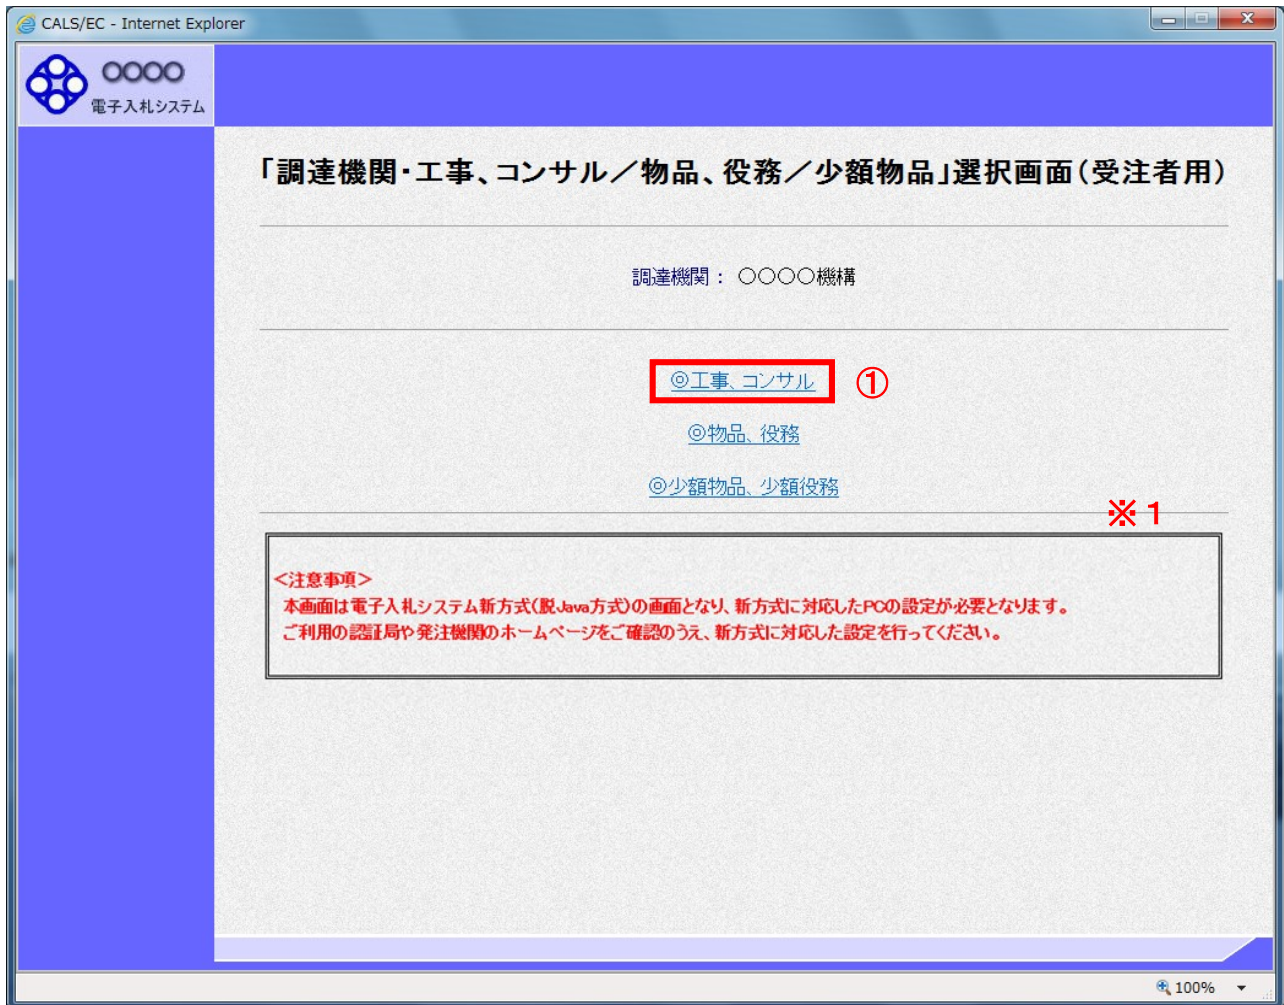 CALS/EC - Internet Explorer
○○○○
電子入札システム
「調達機関・工事、コンサル／物品、役務／少額物品」選択画面（受注者用）
調達機関： ○○○○機構
◎工事、コンサル ①
◎物品、役務
◎少額物品、少額役務
※１
＜注意事項＞
本画面は電子入札システム新方式（脱Java方式）の画面となり、新方式に対応したPCの設定が必要となります。
ご利用の認証局や発注機関のホームページをご確認のうえ、新方式に対応した設定を行ってください。
100%